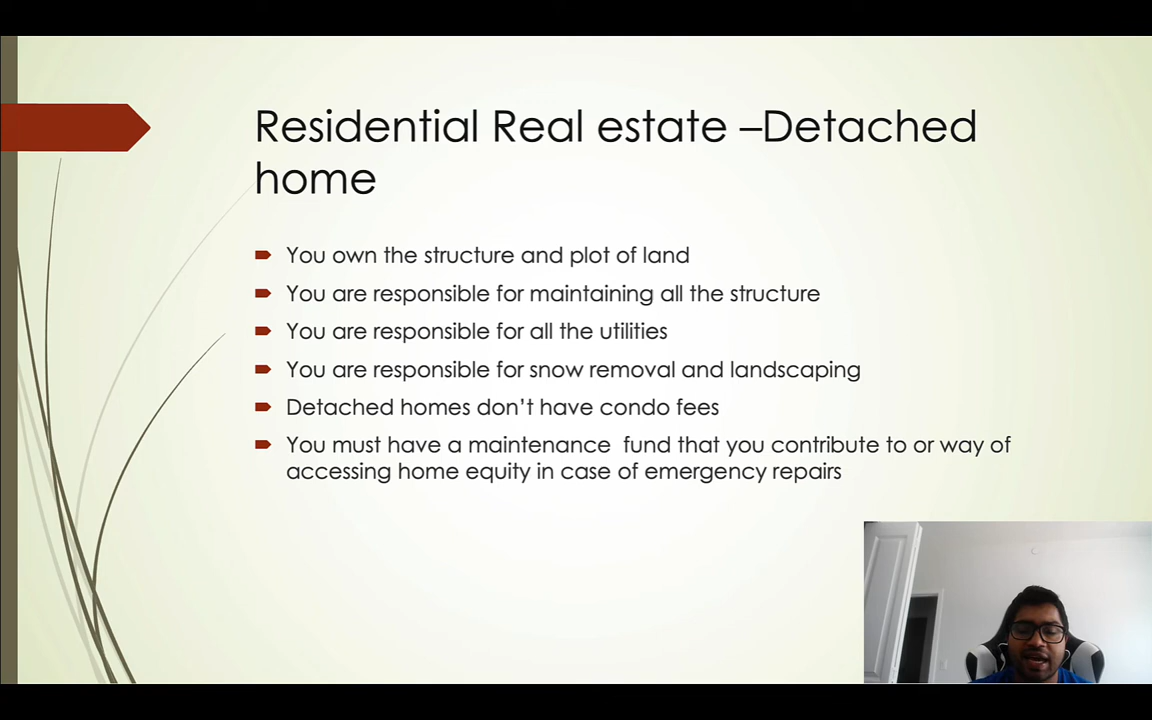 Residential Real estate –Detached
home
You own the structure and plot of land
You are responsible for maintaining all the structure
You are responsible for all the utilities
You are responsible for snow removal and landscaping
Detached homes don’t have condo fees
You must have a maintenance  fund that you contribute to or way of
accessing home equity in case of emergency repairs